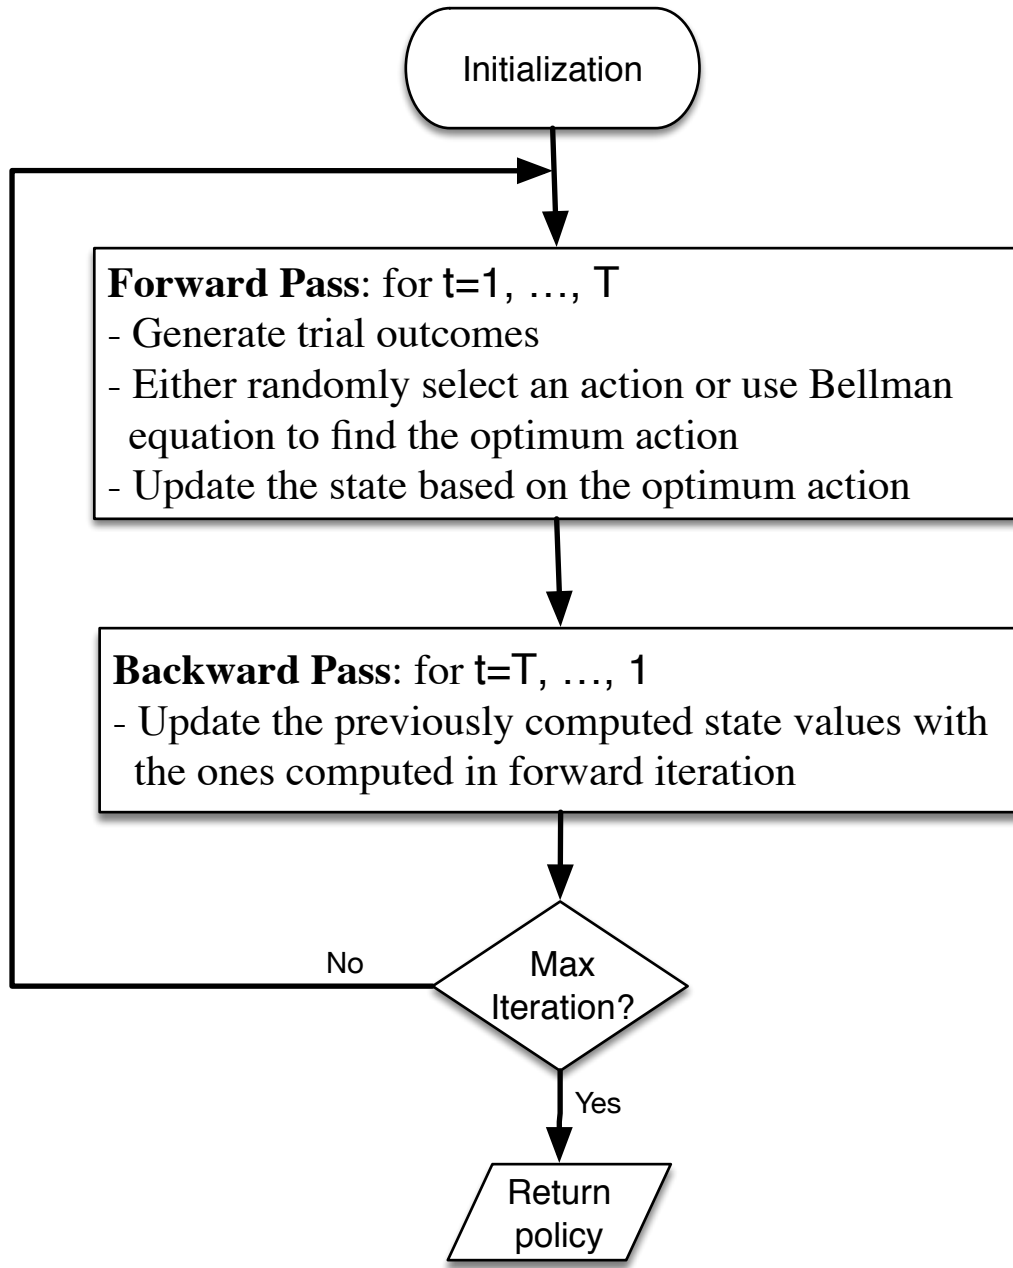 Initialization
Forward Pass: for t=1, ..., T
- Generate trial outcomes
- Either randomly select an action or use Bellman
equation to find the optimum action
- Update the state based on the optimum action
Backward Pass: for t=T, ..., 1
- Update the previously computed state values with
the ones computed in forward iteration
No
Max
Iteration?
Yes
Return
policy